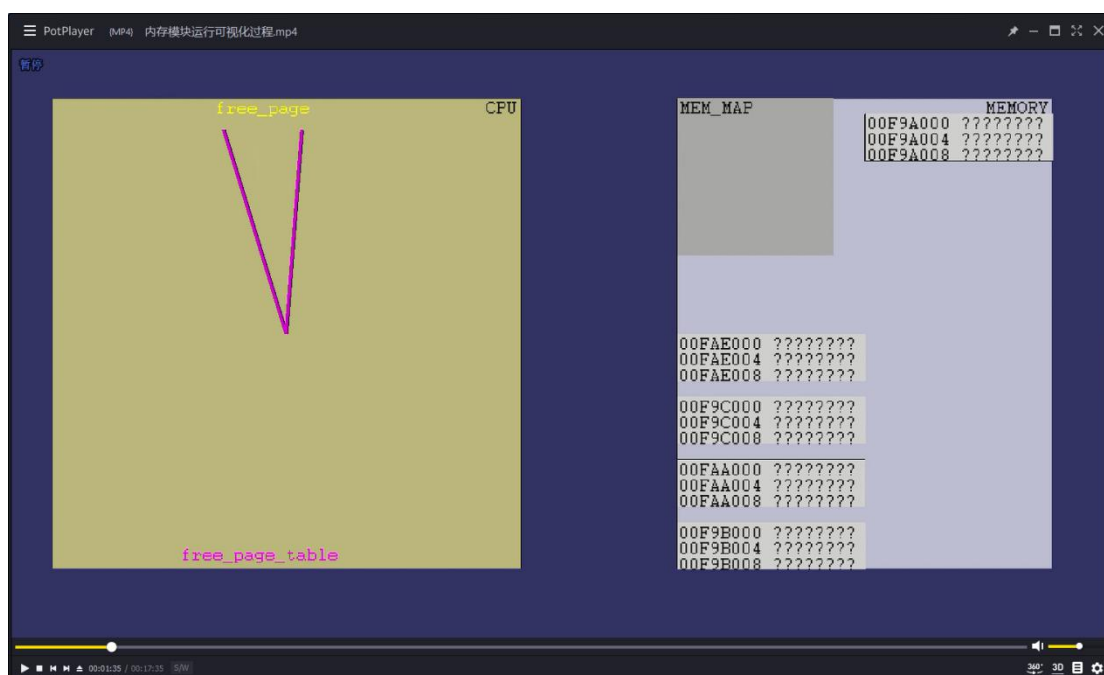 PotPlayer (MP4) 内存模块运行可视化过程.mp4
暂停
free_page CPU
free_page_table
MEM_MAP MEMORY
00F9A000 ????????
00F9A004 ????????
00F9A008 ????????
00FAE000 ????????
00FAE004 ????????
00FAE008 ????????
00F9C000 ????????
00F9C004 ????????
00F9C008 ????????
00FAA000 ????????
00FAA004 ????????
00FAA008 ????????
00F9B000 ????????
00F9B004 ????????
00F9B008 ????????
00:01:35 / 00:17:35 S/W
360° 3D